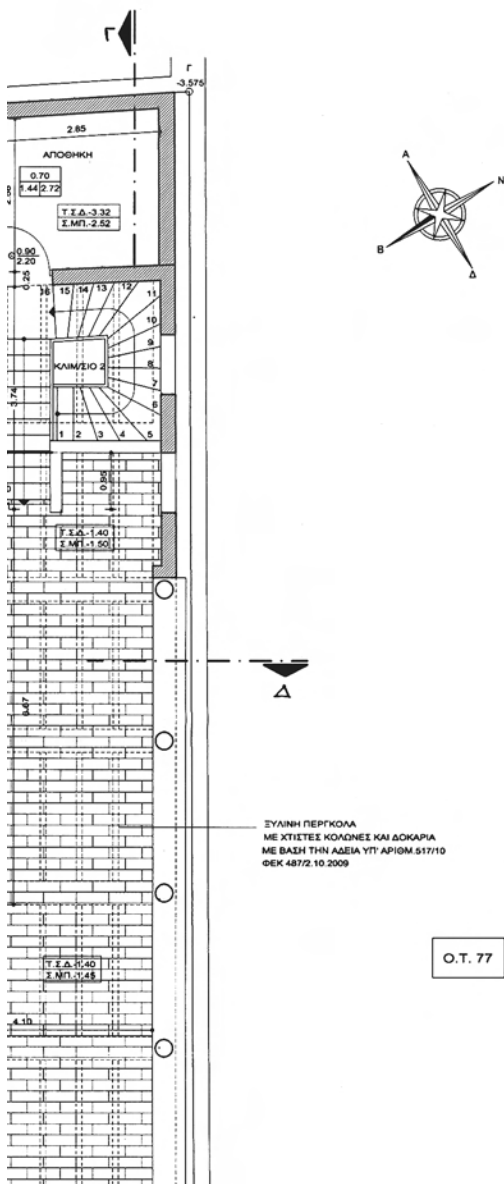 Γ
Γ
-3.575
2.85
ΑΠΟΘΗΚΗ
0.70
1.44 2.72
Τ.Σ.Δ.-3.32
Σ.ΜΠ.-2.52
0.90
2.20
0.25
16 15 14 13 12
11
10
9
8
7
6
ΚΛΙΜ/ΣΙΟ 2
1 2 3 4 5
3.74
0.95
Τ.Σ.Δ.-1.40
Σ.ΜΠ.-1.50
Δ
6.67
ΞΥΛΙΝΗ ΠΕΡΓΚΟΛΑ
ΜΕ ΧΤΙΣΤΕΣ ΚΟΛΩΝΕΣ ΚΑΙ ΔΟΚΑΡΙΑ
ΜΕ ΒΑΣΗ ΤΗΝ ΑΔΕΙΑ ΥΠ' ΑΡΙΘΜ.517/10
ΦΕΚ 487/2.10.2009
Τ.Σ.Δ.-1.40
Σ.ΜΠ.-1.45
4.10
Α
Ν
Β
Δ
Ο.Τ. 77